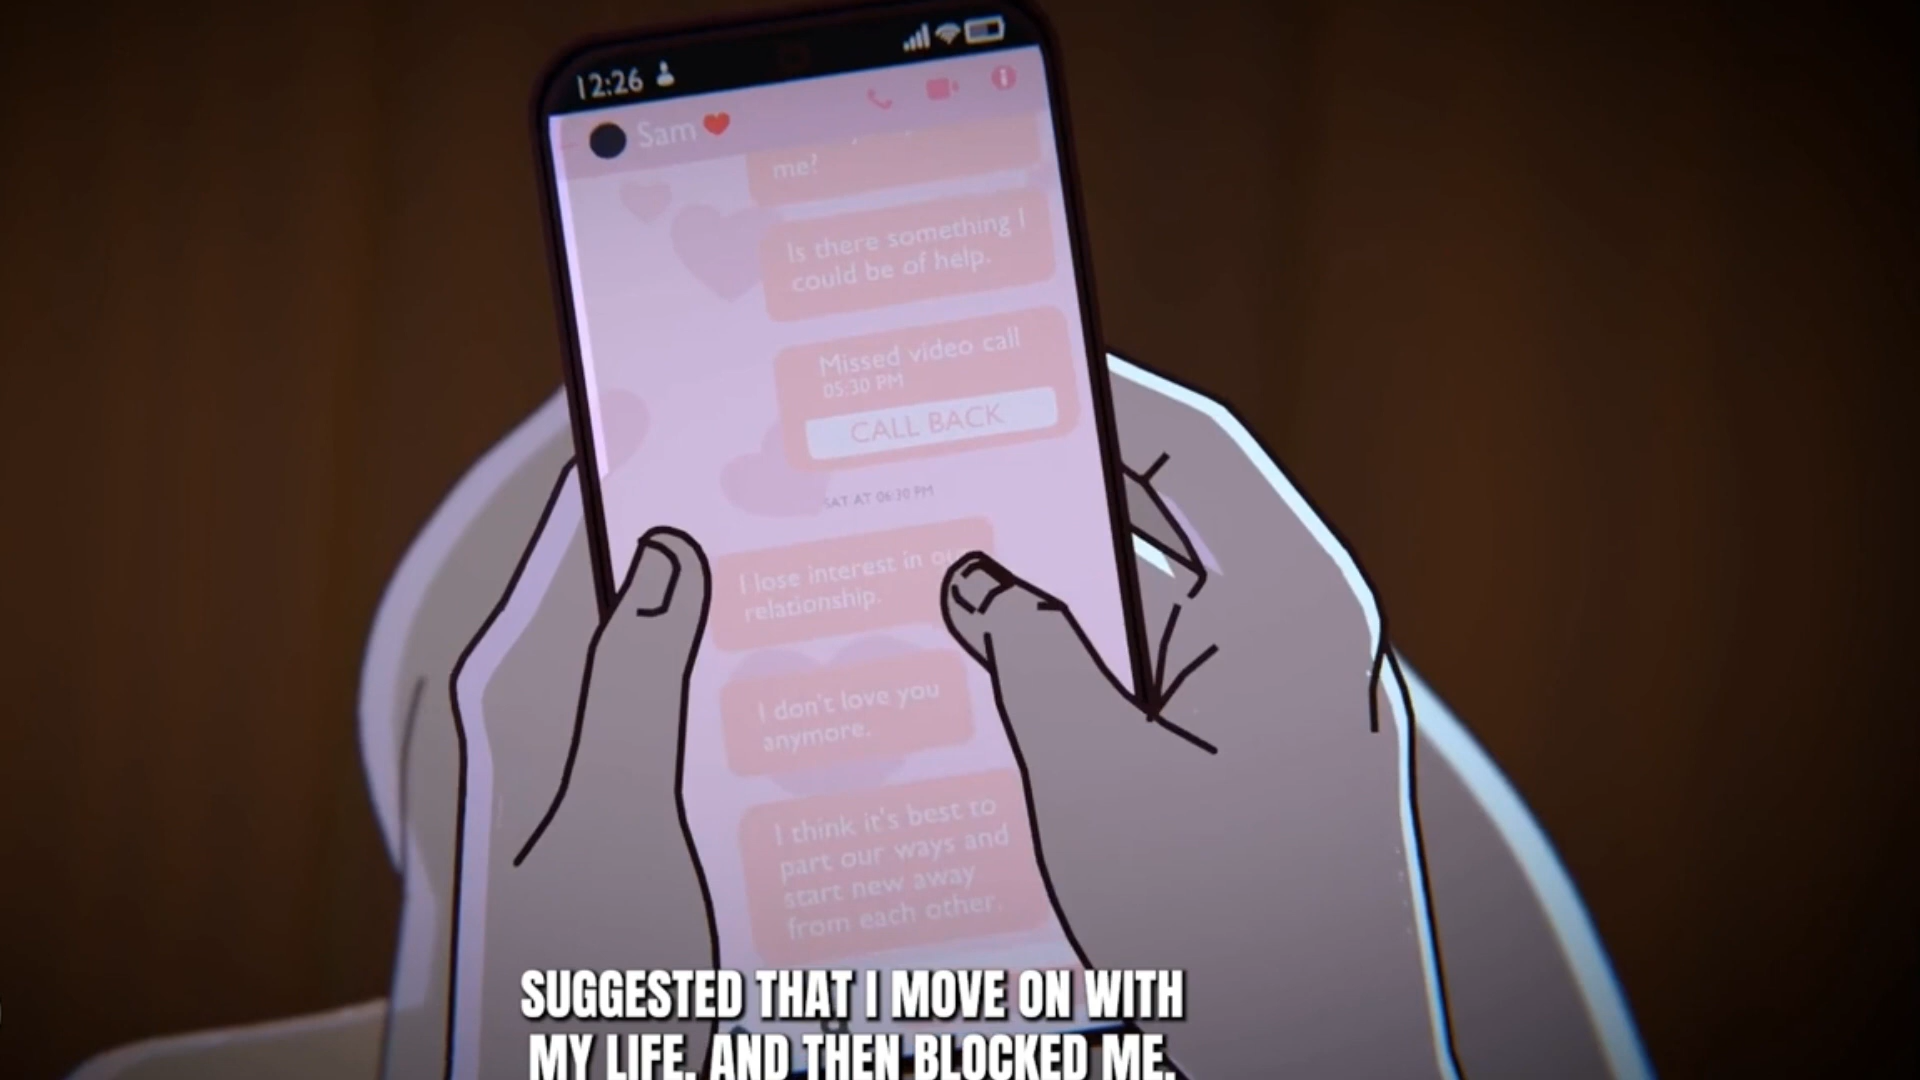 12:26
Sam
me?
Is there something I
could be of help.
Missed video call
05:30 PM
CALL BACK
SAT AT 06:30 PM
I lose interest in
relationship.
I don't love you
anymore.
I think it's best to
part our ways and
start new away
from each other.
SUGGESTED THAT I MOVE ON WITH
MY LIFE, AND THEN BLOCKED ME.